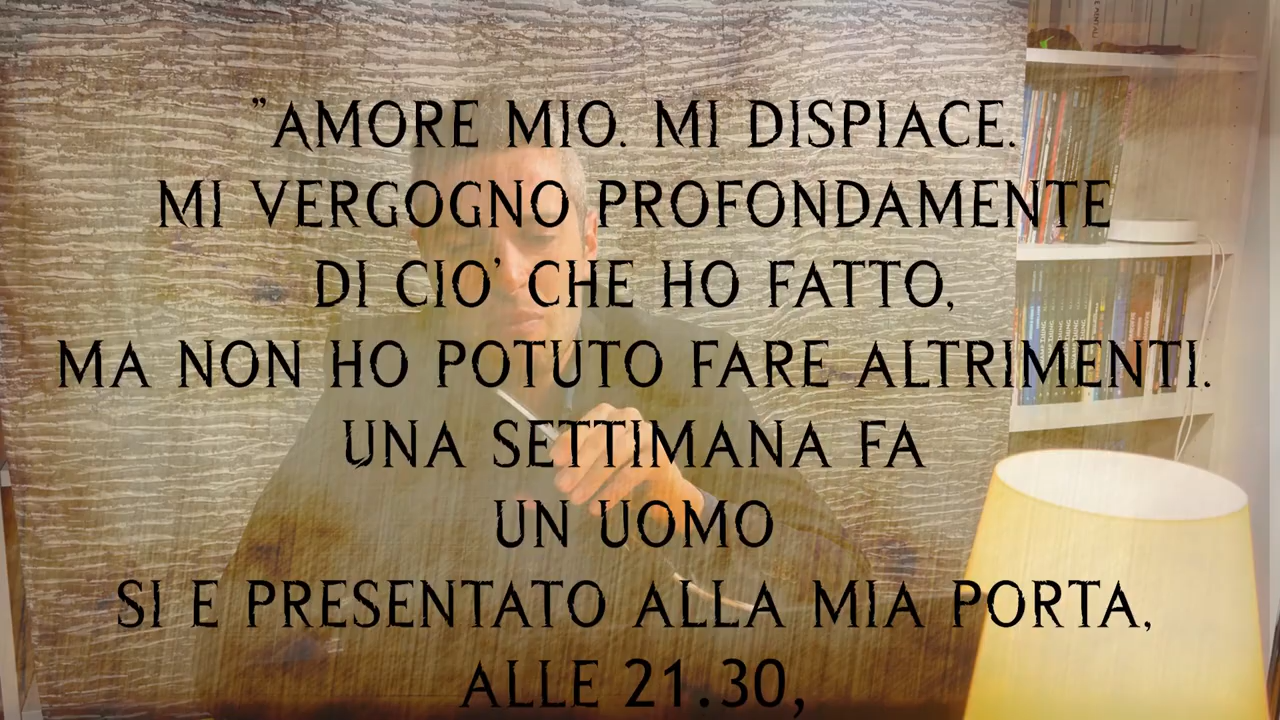 "AMORE MIO. MI DISPIACE.
MI VERGOGNO PROFONDAMENTE
DI CIO' CHE HO FATTO,
MA NON HO POTUTO FARE ALTRIMENTI.
UNA SETTIMANA FA
UN UOMO
SI E PRESENTATO ALLA MIA PORTA,
ALLE 21.30,